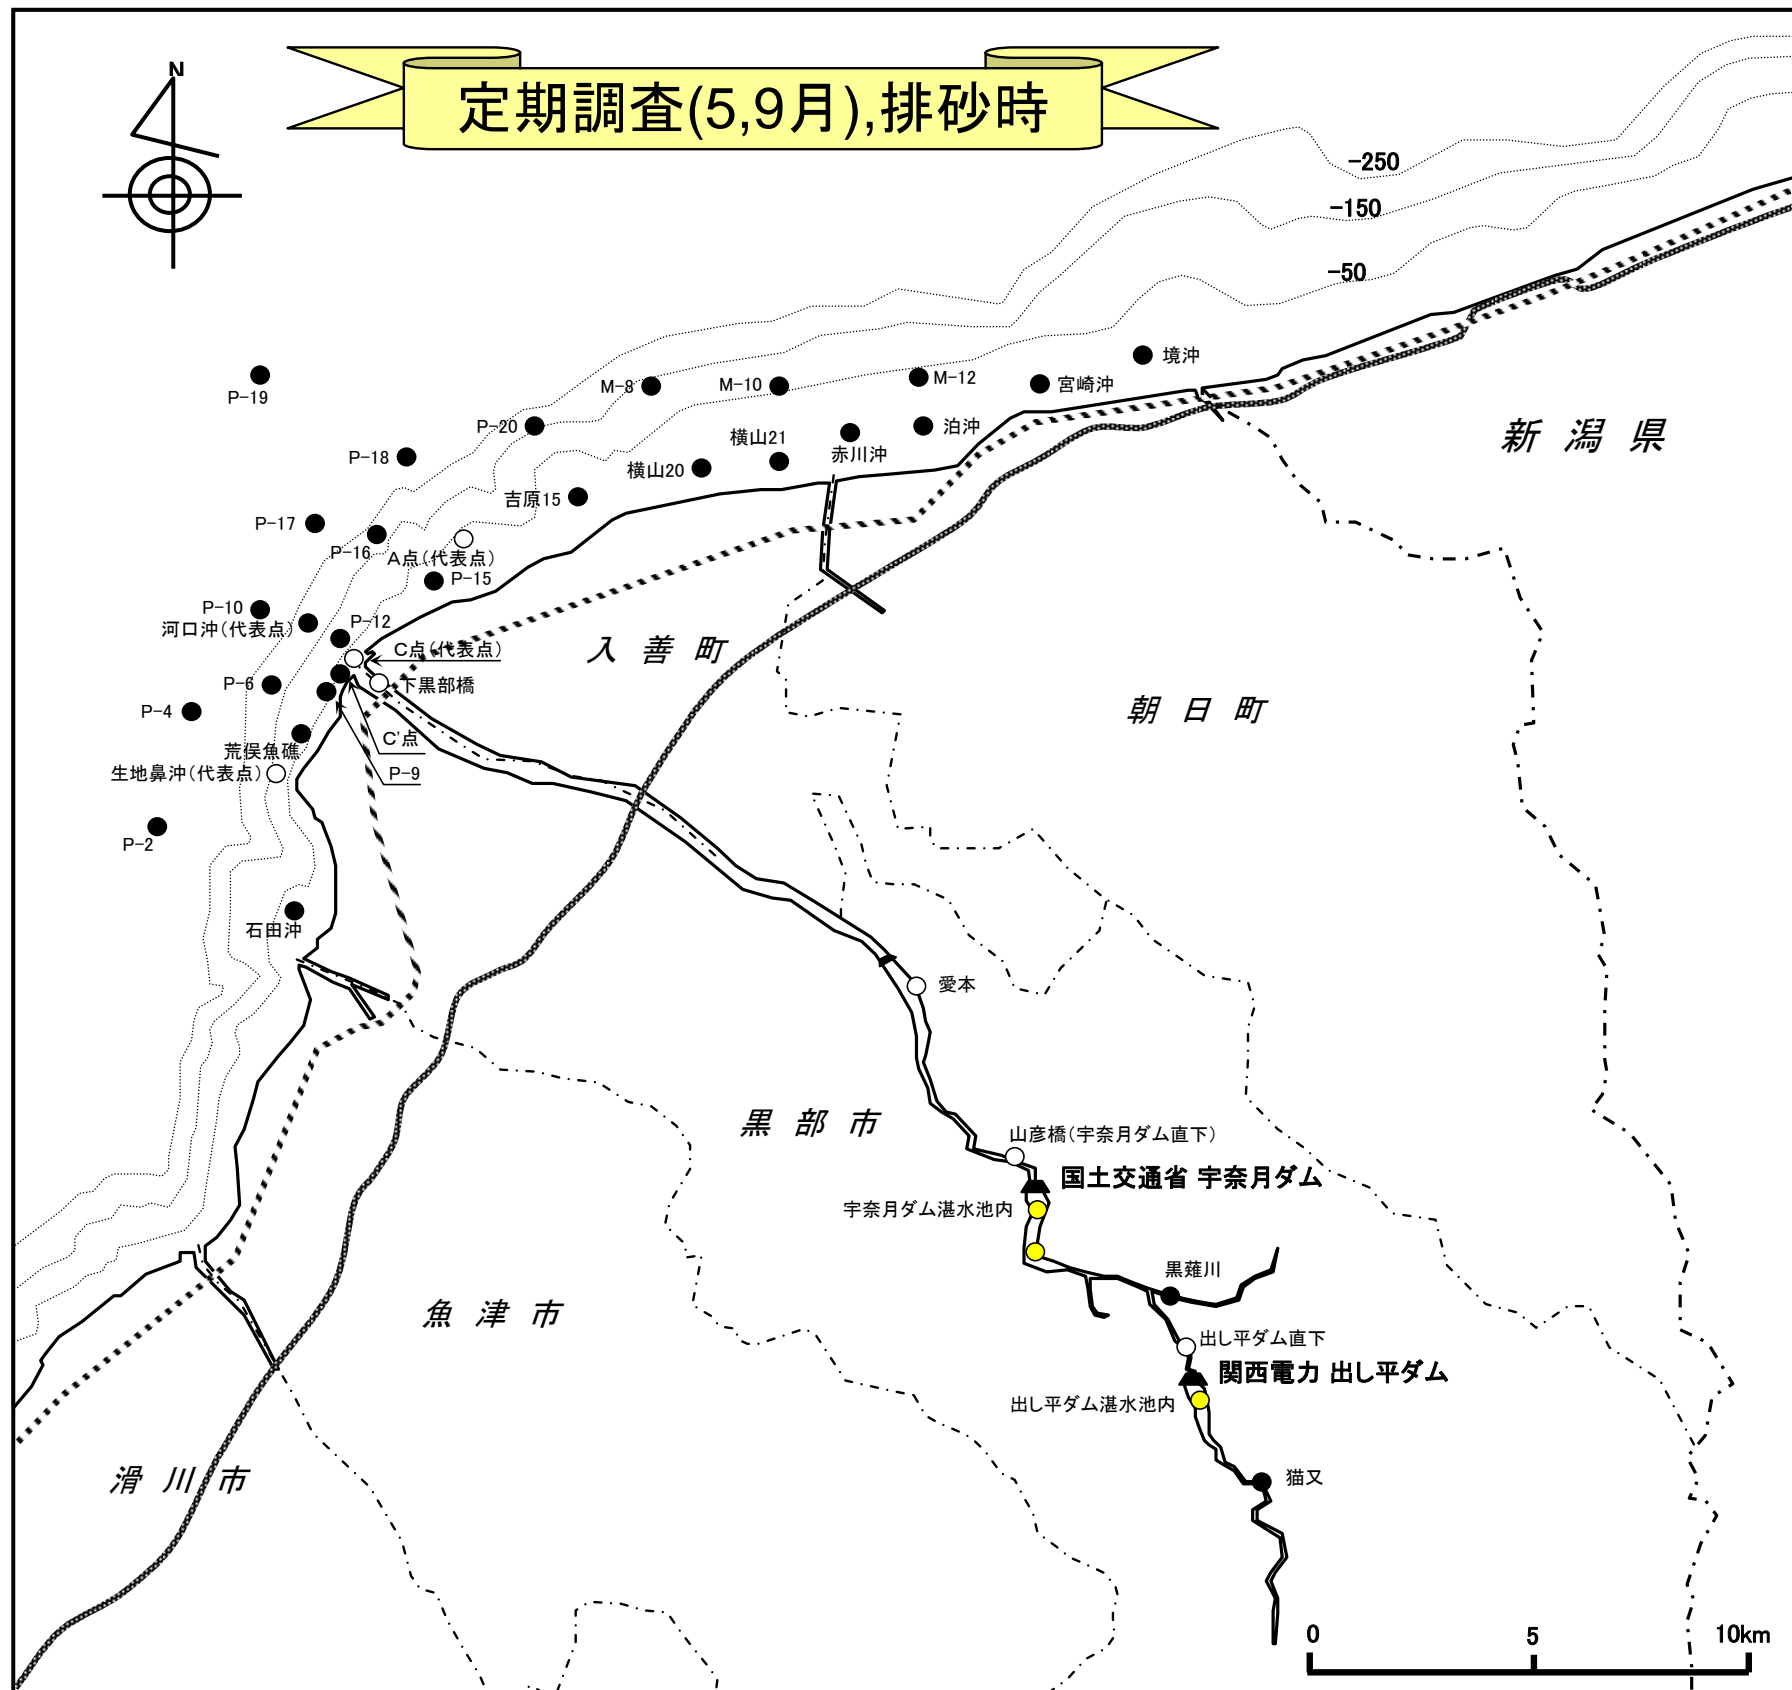 定期調査(5,9月),排砂時
N
-250
-150
-50
境沖
宮崎沖
M-12
M-10
M-8
P-19
P-20
泊沖
赤川沖
横山21
横山20
新潟県
P-18
吉原15
P-17
P-16
A点(代表点)
P-15
P-10
河口沖(代表点)
P-12
C点(代表点)
入善町
下黒部橋
P-6
P-4
朝日町
C'点
荒俣魚礁
生地鼻沖(代表点)
P-9
P-2
石田沖
愛本
黒部市
山彦橋(宇奈月ダム直下)
国土交通省 宇奈月ダム
宇奈月ダム湛水池内
黒薙川
魚津市
出し平ダム直下
関西電力 出し平ダム
出し平ダム湛水池内
滑川市
猫又
0 5 10km